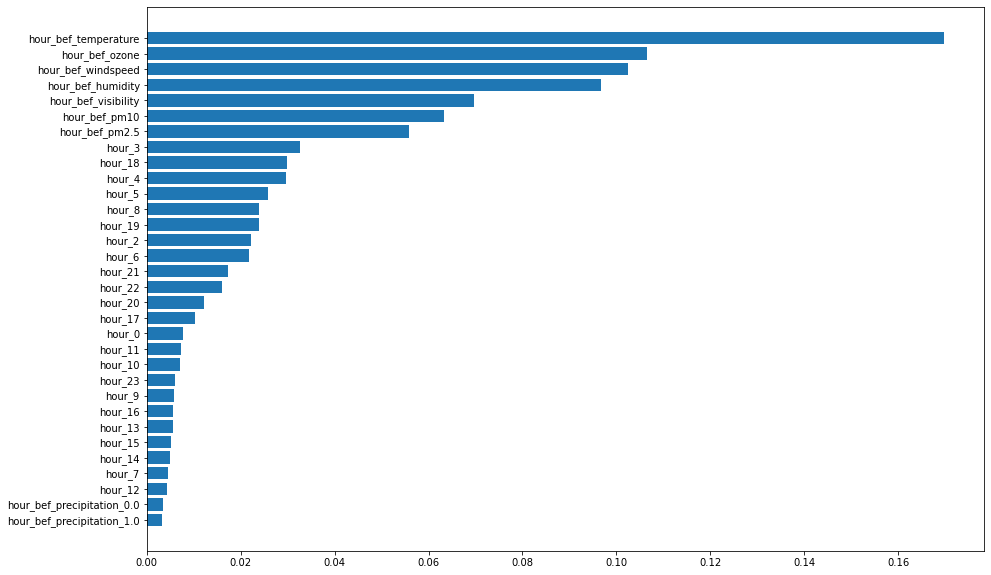 hour_bef_temperature
hour_bef_ozone
hour_bef_windspeed
hour_bef_humidity
hour_bef_visibility
hour_bef_pm10
hour_bef_pm2.5
hour_3
hour_18
hour_4
hour_5
hour_8
hour_19
hour_2
hour_6
hour_21
hour_22
hour_20
hour_17
hour_0
hour_11
hour_10
hour_23
hour_9
hour_16
hour_13
hour_15
hour_14
hour_7
hour_12
hour_bef_precipitation_0.0
hour_bef_precipitation_1.0
0.00 0.02 0.04 0.06 0.08 0.10 0.12 0.14 0.16